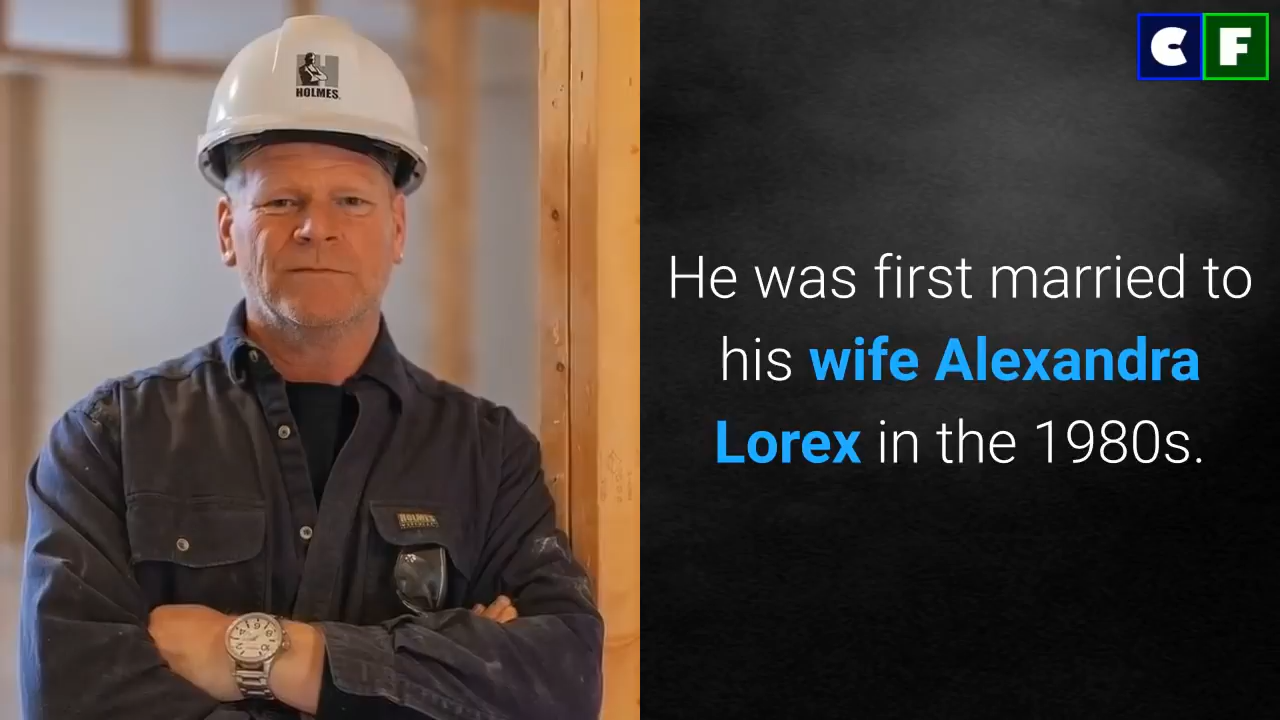 HOLMES.
HOLMES
C F
He was first married to
his wife Alexandra
Lorex in the 1980s.